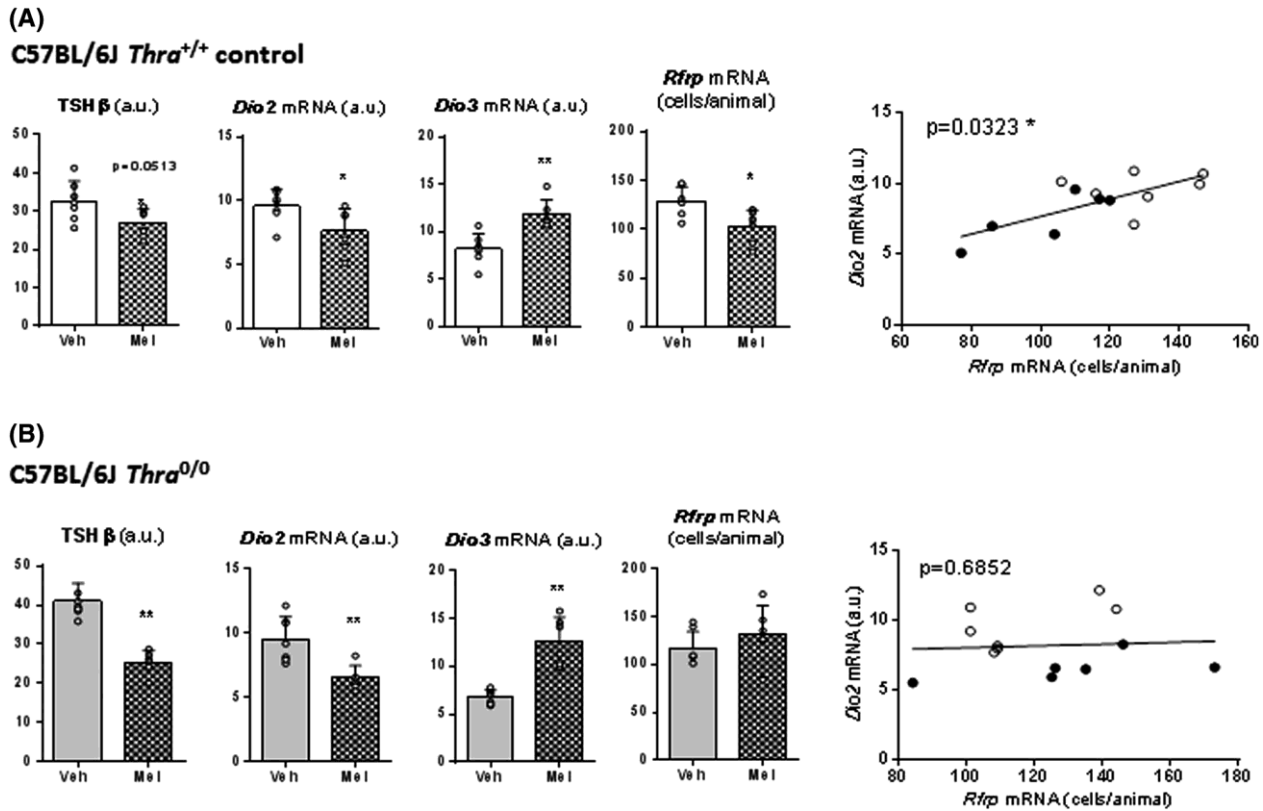 (A)
C57BL/6J Thra+/+ control
TSH β (a.u.)
50
40
30
20
10
0
p=0.0513
Veh
Mel
Dio2 mRNA (a.u.)
15
10
5
0
*
Veh
Mel
Dio3 mRNA (a.u.)
20
15
10
5
0
**
Veh
Mel
Rfrp mRNA
(cells/animal)
200
150
100
50
0
*
Veh
Mel
Dio2 mRNA (a.u.)
15
10
5
0
p=0.0323 *
60
80
100
120
140
160
Rfrp mRNA (cells/animal)
(B)
C57BL/6J Thra0/0
TSH β (a.u.)
50
40
30
20
10
0
**
Veh
Mel
Dio2 mRNA (a.u.)
15
10
5
0
**
Veh
Mel
Dio3 mRNA (a.u.)
20
15
10
5
0
**
Veh
Mel
Rfrp mRNA
(cells/animal)
200
150
100
50
0
Veh
Mel
Dio2 mRNA (a.u.)
15
10
5
0
p=0.6852
80
100
120
140
160
180
Rfrp mRNA (cells/animal)